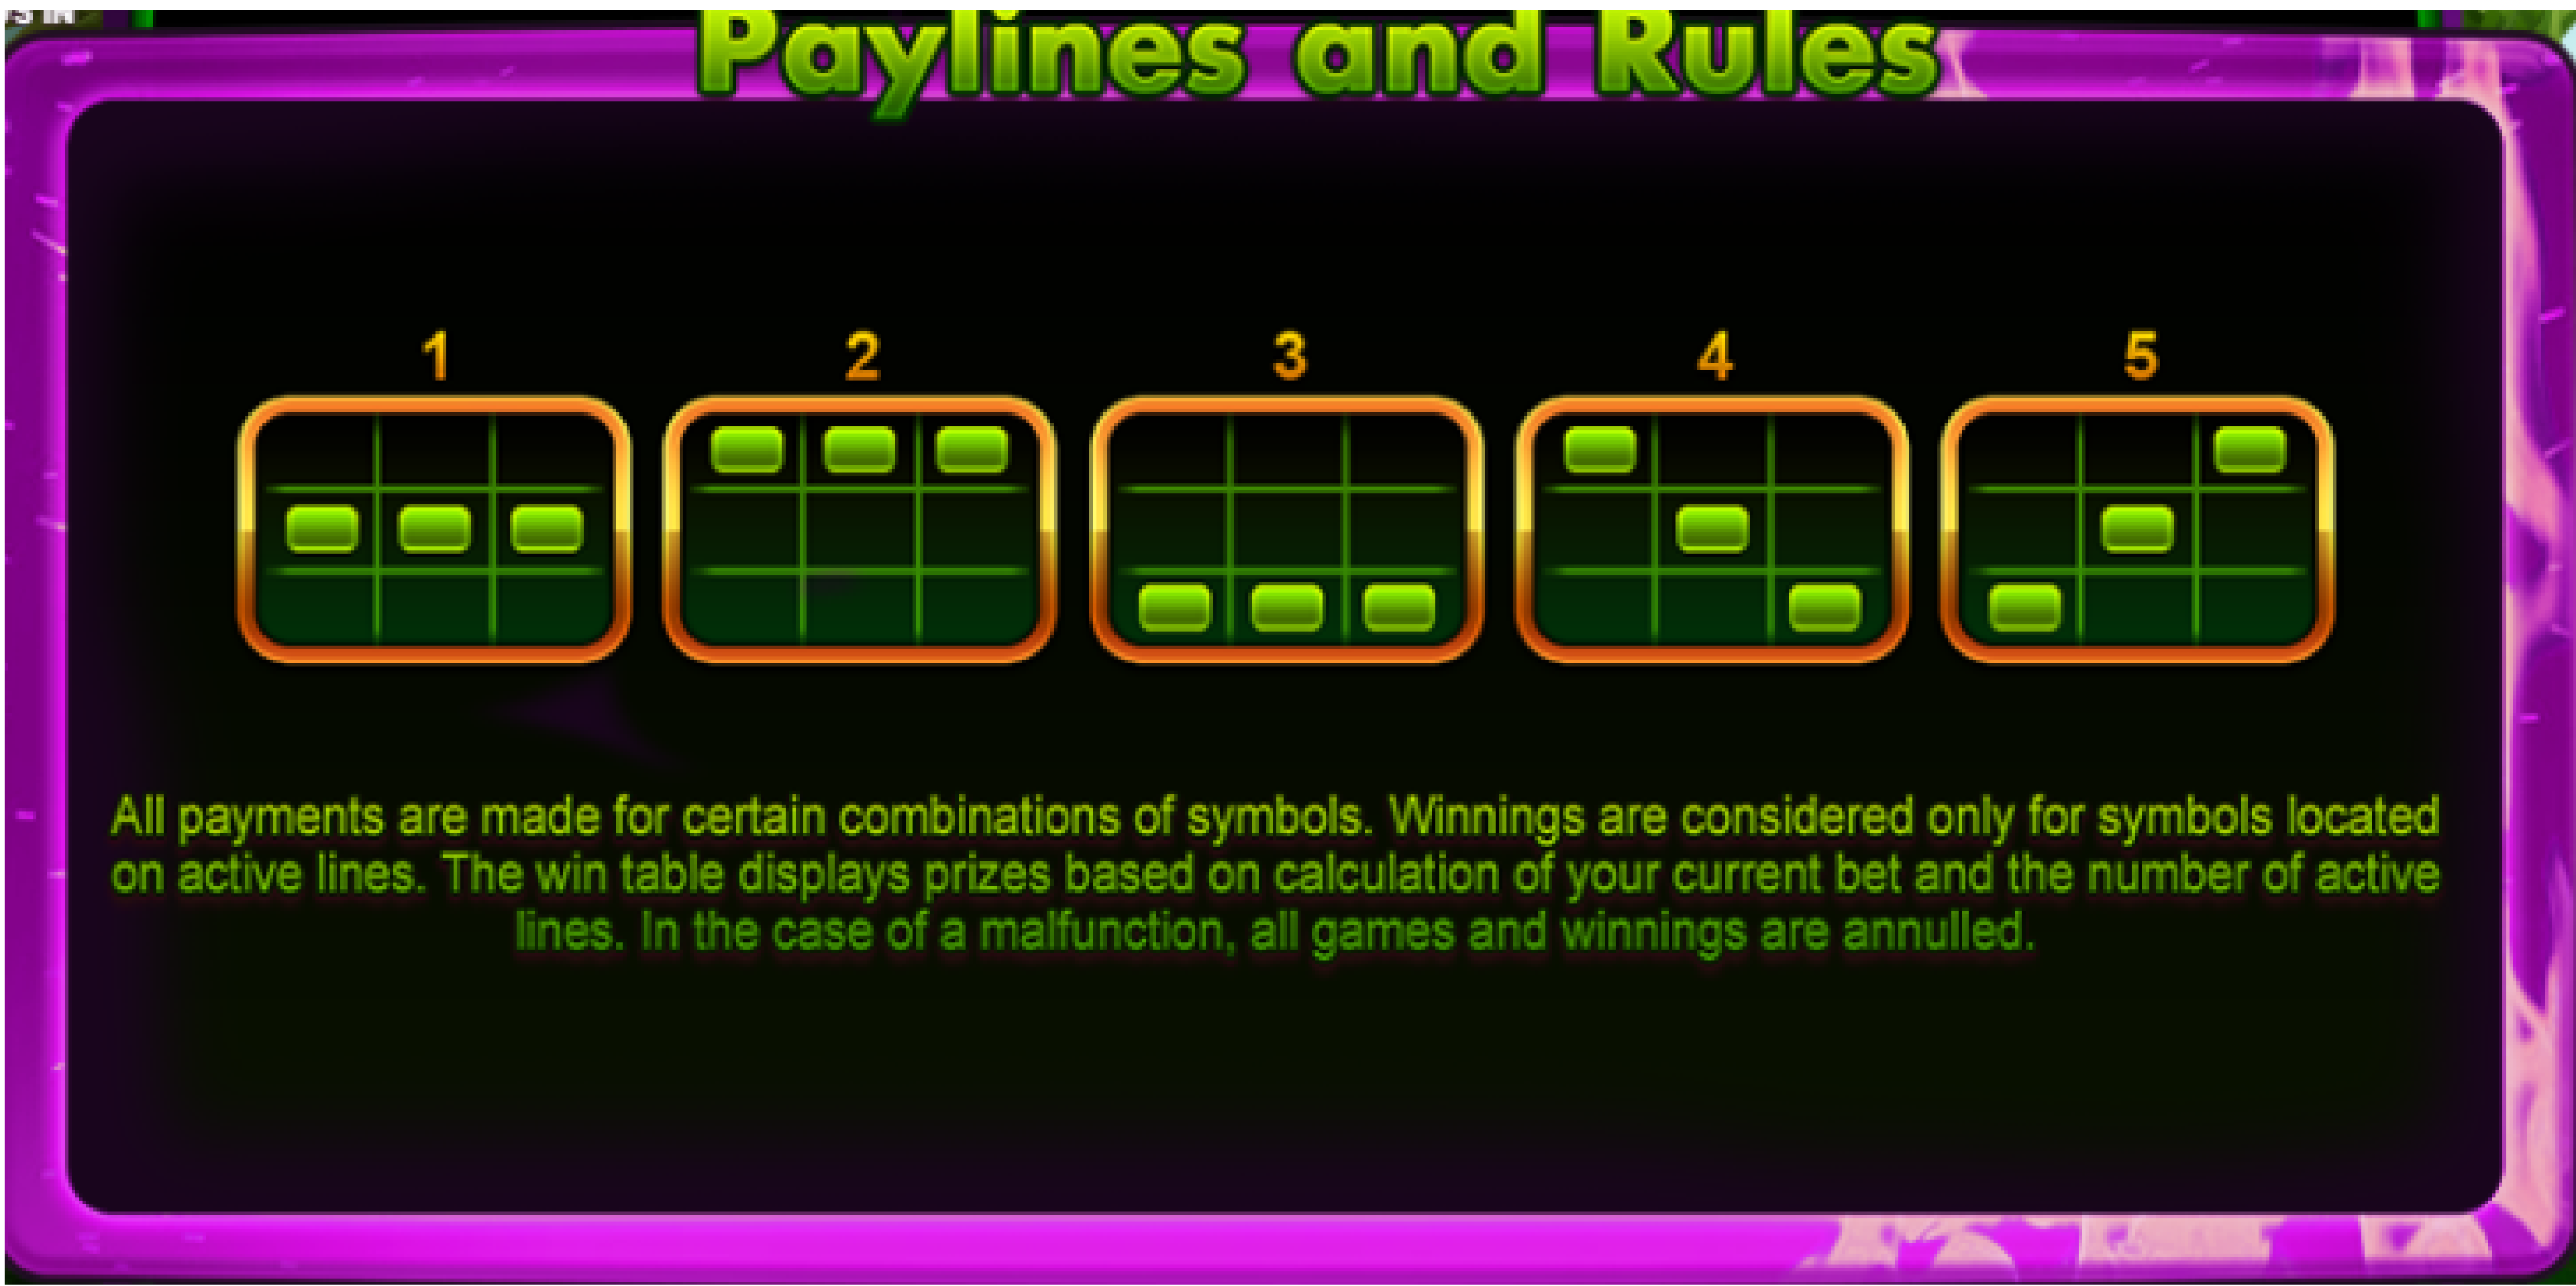 Paylines and Rules
1 2 3 4 5
All payments are made for certain combinations of symbols. Winnings are considered only for symbols located
on active lines. The win table displays prizes based on calculation of your current bet and the number of active
lines. In the case of a malfunction, all games and winnings are annulled.